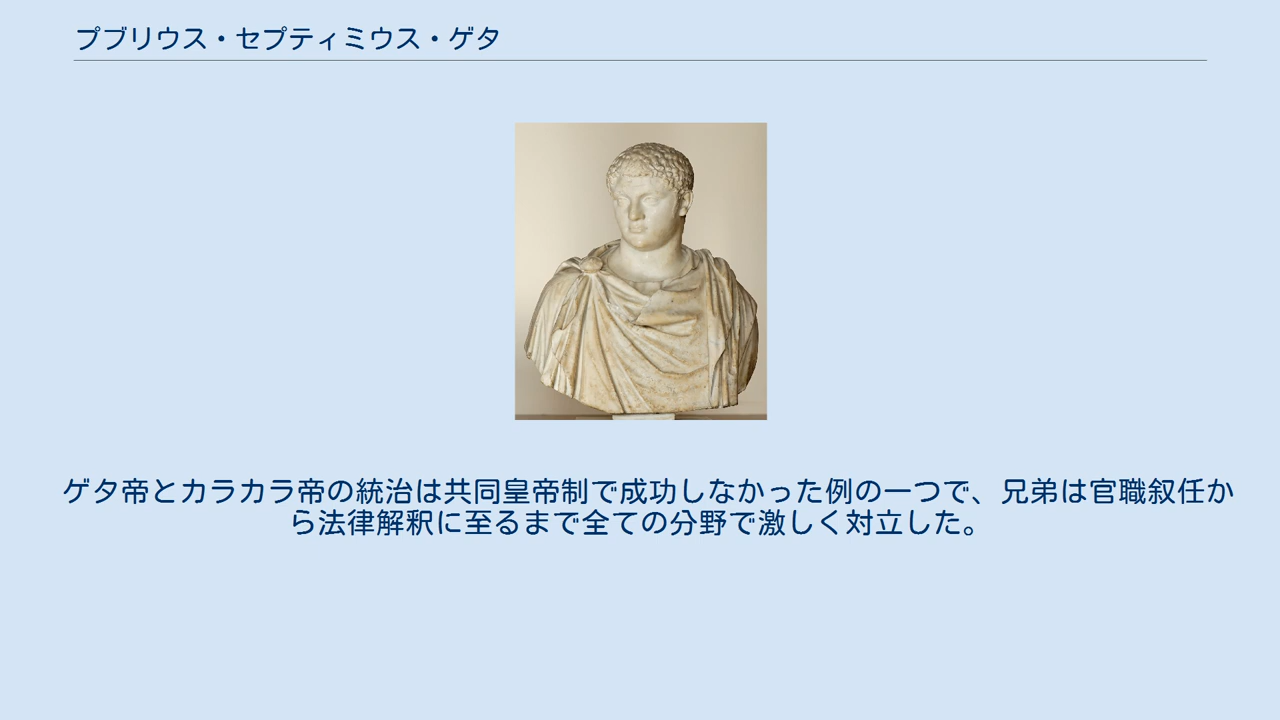 プブリウス・セプティミウス・ゲタ
ゲタ帝とカラカラ帝の統治は共同皇帝制で成功しなかった例の一つで、兄弟は官職叙任か
ら法律解釈に至るまで全ての分野で激しく対立した。